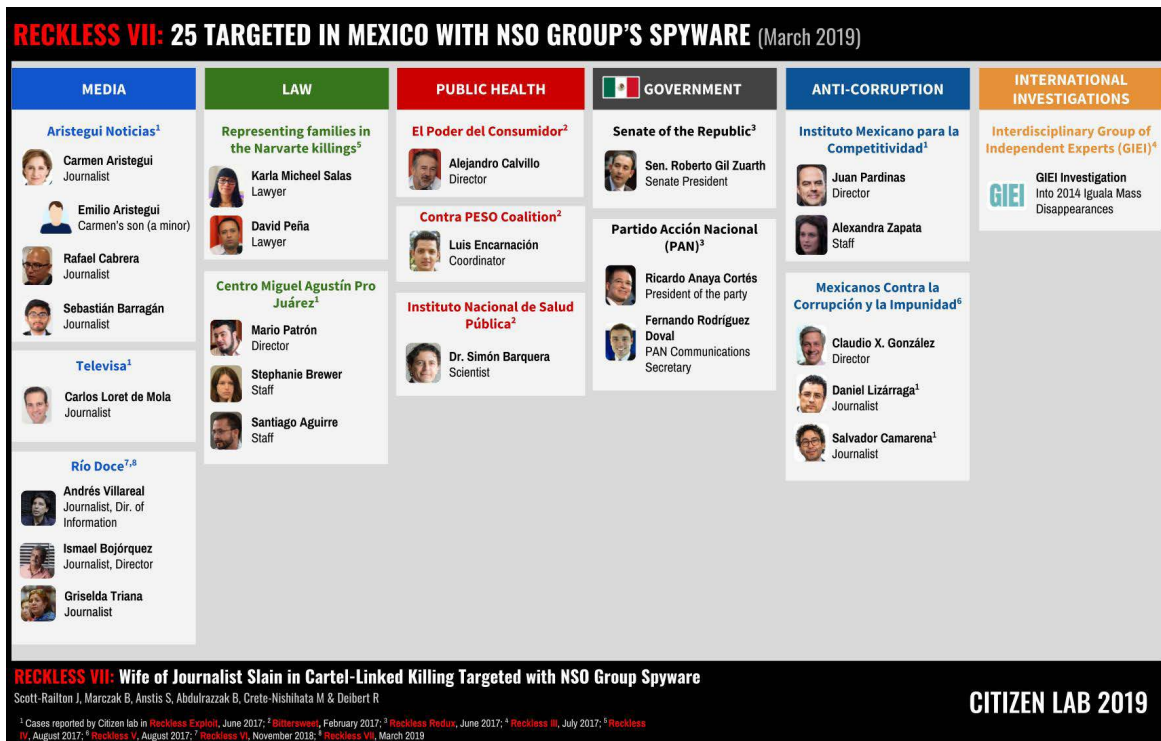 RECKLESS VII: 25 TARGETED IN MEXICO WITH NSO GROUP'S SPYWARE (March 2019)
MEDIA
Aristegui Noticias¹
Carmen Aristegui
Journalist
Emilio Aristegui
Carmen's son (a minor)
Rafael Cabrera
Journalist
Sebastián Barragán
Journalist
Televisa¹
Carlos Loret de Mola
Journalist
Río Doce⁷,⁸
Andrés Villareal
Journalist, Dir. of
Information
Ismael Bojórquez
Journalist, Director
Griselda Triana
Journalist
LAW
Representing families in
the Narvarte killings⁵
Karla Micheel Salas
Lawyer
David Peña
Lawyer
Centro Miguel Agustín Pro
Juárez¹
Mario Patrón
Director
Stephanie Brewer
Staff
Santiago Aguirre
Staff
PUBLIC HEALTH
El Poder del Consumidor²
Alejandro Calvillo
Director
Contra PESO Coalition²
Luis Encarnación
Coordinator
Instituto Nacional de Salud
Pública²
Dr. Simón Barquera
Scientist
GOVERNMENT
Senate of the Republic³
Sen. Roberto Gil Zuarth
Senate President
Partido Acción Nacional
(PAN)³
Ricardo Anaya Cortés
President of the party
Fernando Rodríguez
Doval
PAN Communications
Secretary
ANTI-CORRUPTION
Instituto Mexicano para la
Competitividad¹
Juan Pardinas
Director
Alexandra Zapata
Staff
Mexicanos Contra la
Corrupción y la Impunidad⁶
Claudio X. González
Director
Daniel Lizárraga¹
Journalist
Salvador Camarena¹
Journalist
INTERNATIONAL
INVESTIGATIONS
Interdisciplinary Group of
Independent Experts (GIEI)⁴
GIEI
GIEI Investigation
Into 2014 Iguala Mass
Disappearances
RECKLESS VII: Wife of Journalist Slain in Cartel-Linked Killing Targeted with NSO Group Spyware
Scott-Railton J, Marczak B, Anstis S, Abdulrazzak B, Crete-Nishihata M & Deibert R
CITIZEN LAB 2019
¹ Cases reported by Citizen lab in Reckless Exploit, June 2017; ² Bittersweet, February 2017; ³ Reckless Redux, June 2017; ⁴ Reckless III, July 2017; ⁵ Reckless
IV, August 2017; ⁶ Reckless V, August 2017; ⁷ Reckless VI, November 2018; ⁸ Reckless VII, March 2019